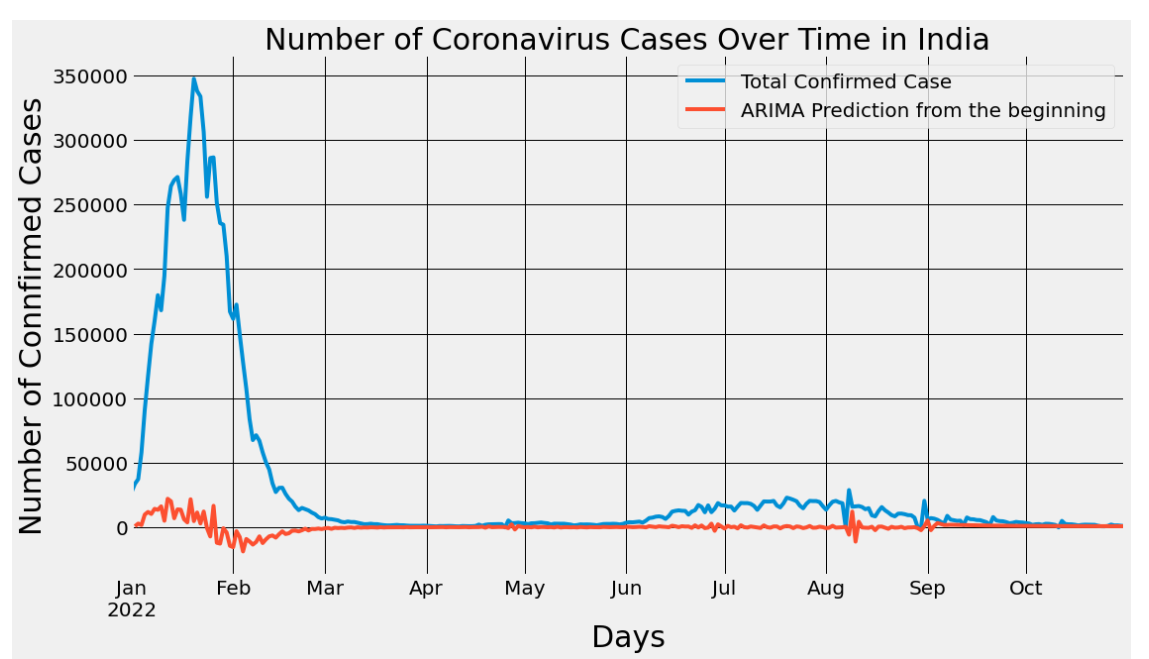 Number of Coronavirus Cases Over Time in India
Total Confirmed Case
ARIMA Prediction from the beginning
Number of Connfirmed Cases
350000
300000
250000
200000
150000
100000
50000
0
Jan Feb Mar Apr May Jun Jul Aug Sep Oct
2022
Days